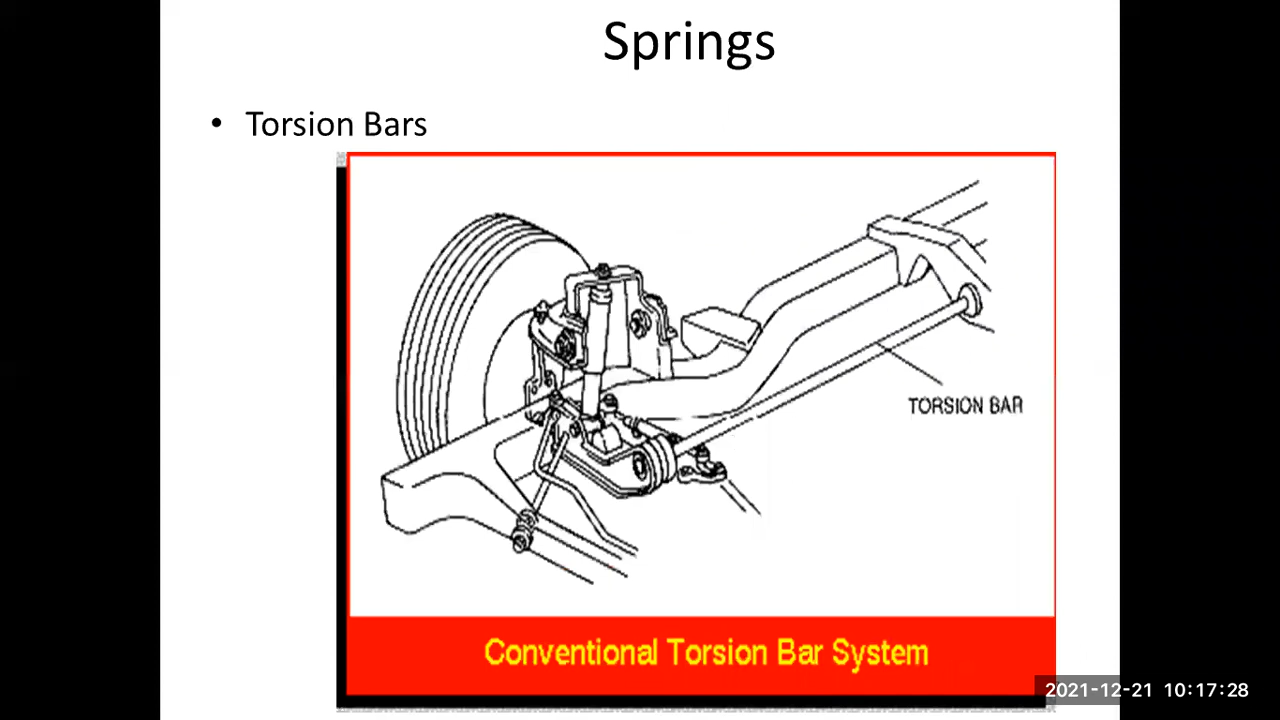 Springs
• Torsion Bars
TORSION BAR
Conventional Torsion Bar System
2021-12-21 10:17:28